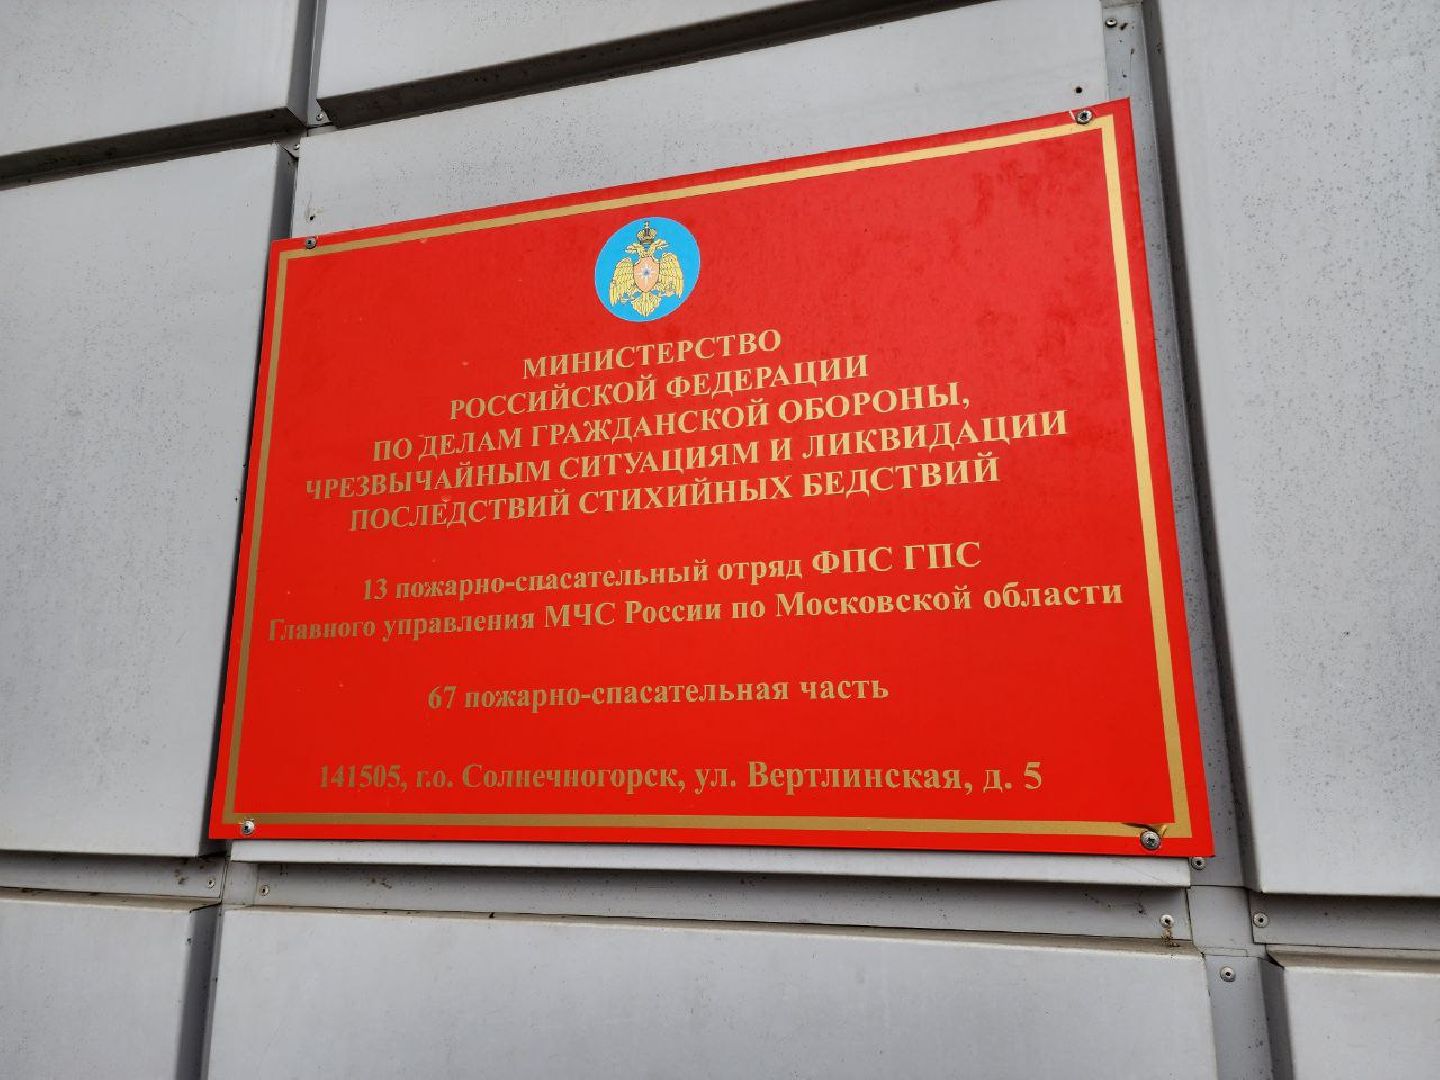 МИНИСТЕРСТВО
РОССИЙСКОЙ ФЕДЕРАЦИИ
ПО ДЕЛАМ ГРАЖДАНСКОЙ ОБОРОНЫ,
ЧРЕЗВЫЧАЙНЫМ СИТУАЦИЯМ И ЛИКВИДАЦИИ
ПОСЛЕДСТВИЙ СТИХИЙНЫХ БЕДСТВИЙ
13 пожарно-спасательный отряд ФПС ГПС
Главного управления МЧС России по Московской области
67 пожарно-спасательная часть
141505, г.о. Солнечногорск, ул. Вертлинская, д. 5